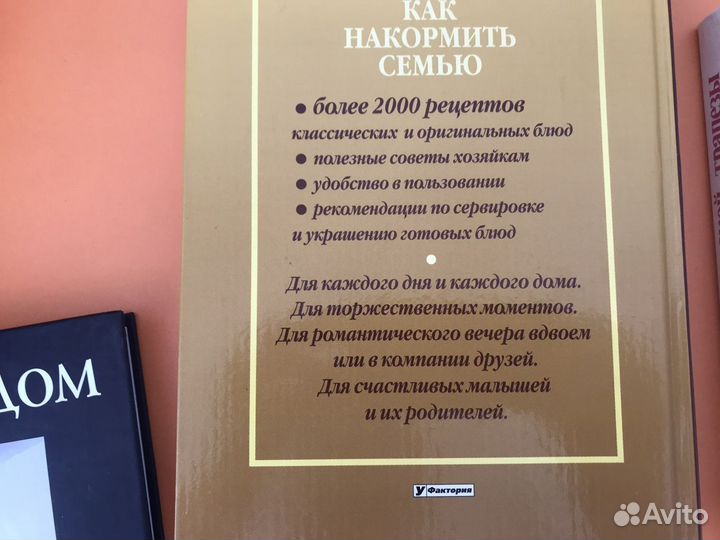 КАК
НАКОРМИТЬ
СЕМЬЮ
● более 2000 рецептов
классических и оригинальных блюд
● полезные советы хозяйкам
● удобство в пользовании
● рекомендации по сервировке
и украшению готовых блюд
Для каждого дня и каждого дома.
Для торжественных моментов.
Для романтического вечера вдвоем
или в компании друзей.
Для счастливых малышей
и их родителей.
У Фактория
ДОМ
Avito